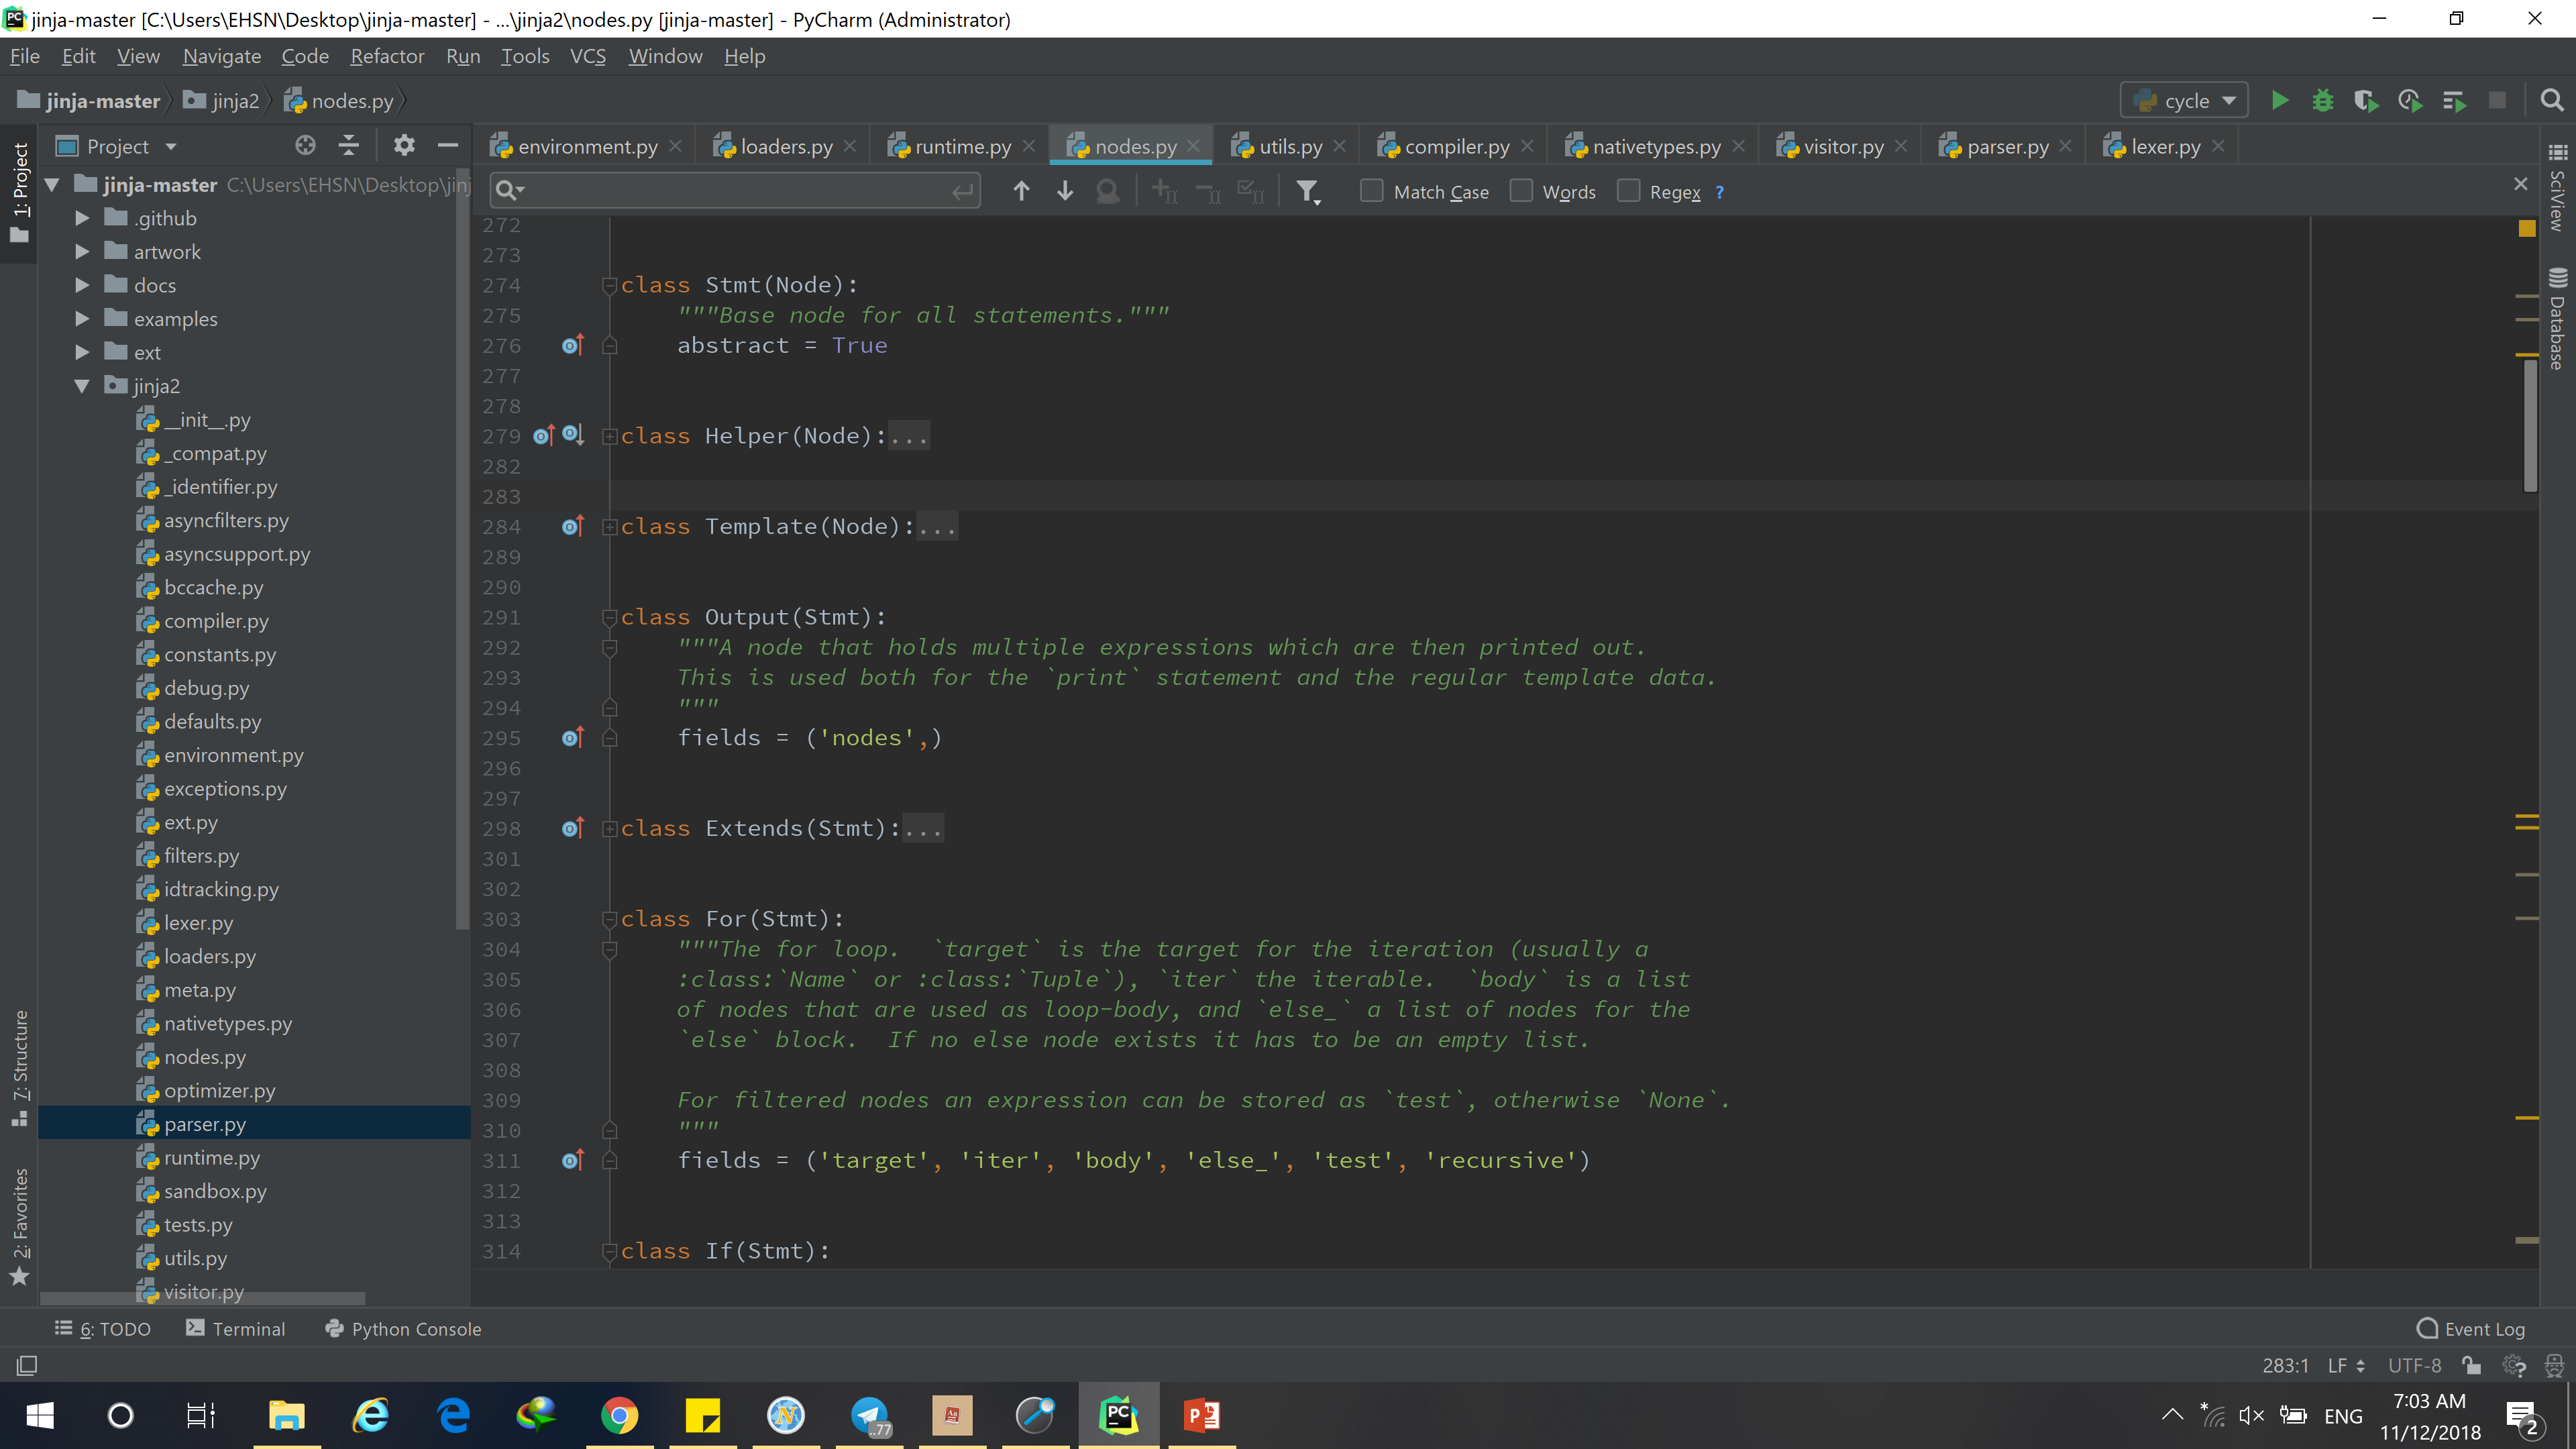 jinja-master [C:\Users\EHSN\Desktop\jinja-master] - ...\jinja2\nodes.py [jinja-master] - PyCharm (Administrator)
File Edit View Navigate Code Refactor Run Tools VCS Window Help
jinja-master jinja2 nodes.py cycle
Project
environment.py loaders.py runtime.py nodes.py utils.py compiler.py nativetypes.py visitor.py parser.py lexer.py
Match Case Words Regex ?
1: Project
7: Structure
2: Favorites
jinja-master C:\Users\EHSN\Desktop\jinj
.github
artwork
docs
examples
ext
jinja2
__init__.py
_compat.py
_identifier.py
asyncfilters.py
asyncsupport.py
bccache.py
compiler.py
constants.py
debug.py
defaults.py
environment.py
exceptions.py
ext.py
filters.py
idtracking.py
lexer.py
loaders.py
meta.py
nativetypes.py
nodes.py
optimizer.py
parser.py
runtime.py
sandbox.py
tests.py
utils.py
visitor.py
272
273
274 class Stmt(Node):
275 """Base node for all statements."""
276 abstract = True
277
278
279 class Helper(Node):...
282
283
284 class Template(Node):...
289
290
291 class Output(Stmt):
292 """A node that holds multiple expressions which are then printed out.
293 This is used both for the `print` statement and the regular template data.
294 """
295 fields = ('nodes',)
296
297
298 class Extends(Stmt):...
301
302
303 class For(Stmt):
304 """The for loop.  `target` is the target for the iteration (usually a
305 :class:`Name` or :class:`Tuple`), `iter` the iterable.  `body` is a list
306 of nodes that are used as loop-body, and `else_` a list of nodes for the
307 `else` block.  If no else node exists it has to be an empty list.
308
309 For filtered nodes an expression can be stored as `test`, otherwise `None`.
310 """
311 fields = ('target', 'iter', 'body', 'else_', 'test', 'recursive')
312
313
314 class If(Stmt):
SciView
Database
6: TODO Terminal Python Console Event Log
283:1 LF UTF-8
..77 ENG 7:03 AM
11/12/2018 2